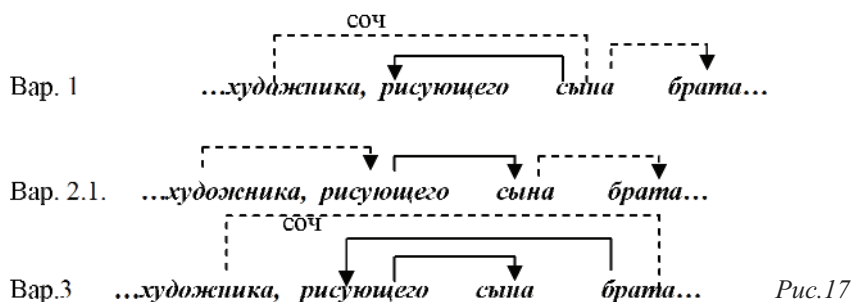 соч
Вар. 1 …художника, рисующего сына брата…
Вар. 2.1. …художника, рисующего сына брата…
соч
Вар.3 …художника, рисующего сына брата… Рис.17